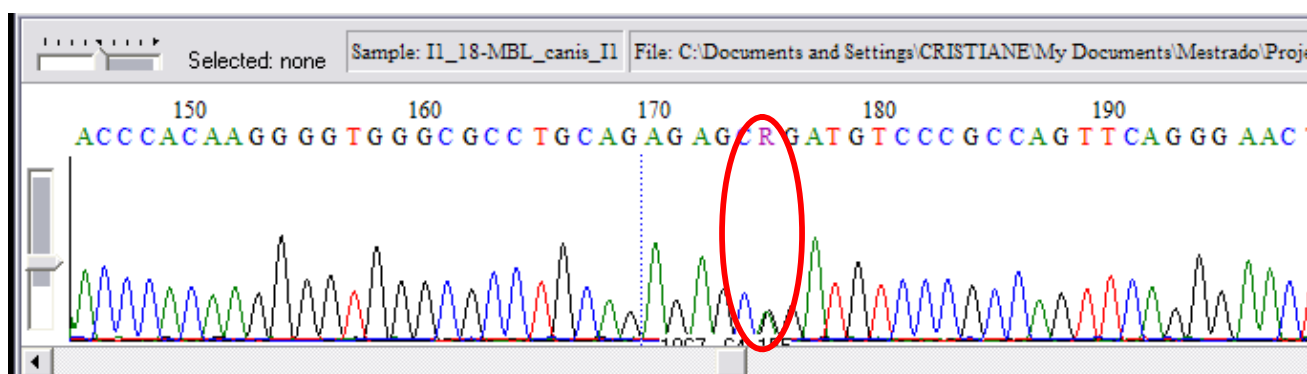 Selected: none Sample: I1_18-MBL_canis_I1 File: C:\Documents and Settings\CRISTIANE\My Documents\Mestrado\Proje
150 160 170 180 190
ACCCACAAGGGGTGGGCGCCTGCAGAGAGCRGATGTCCCGCCAGTTCAGGGAAC